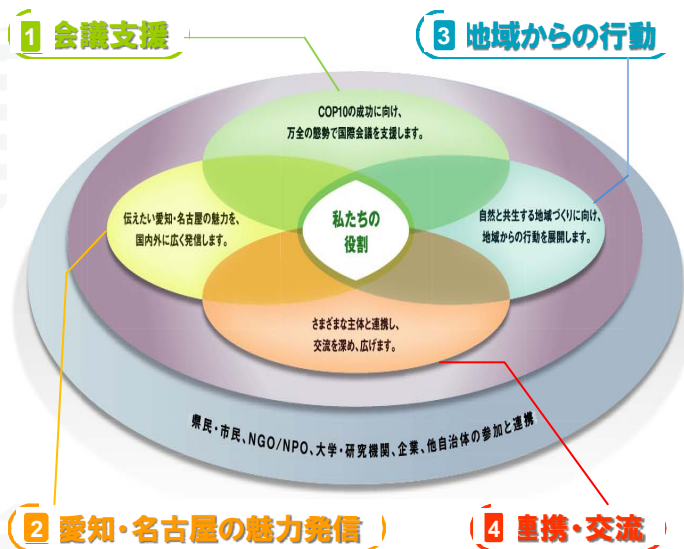 1 会議支援
3 地域からの行動
COP10の成功に向け、
万全の態勢で国際会議を支援します。
伝えたい愛知・名古屋の魅力を、
国内外に広く発信します。
私たちの
役割
自然と共生する地域づくりに向け、
地域からの行動を展開します。
さまざまな主体と連携し、
交流を深め、広げます。
県民・市民、NGO/NPO、大学・研究機関、企業、他自治体の参加と連携
2 愛知・名古屋の魅力発信
4 連携・交流